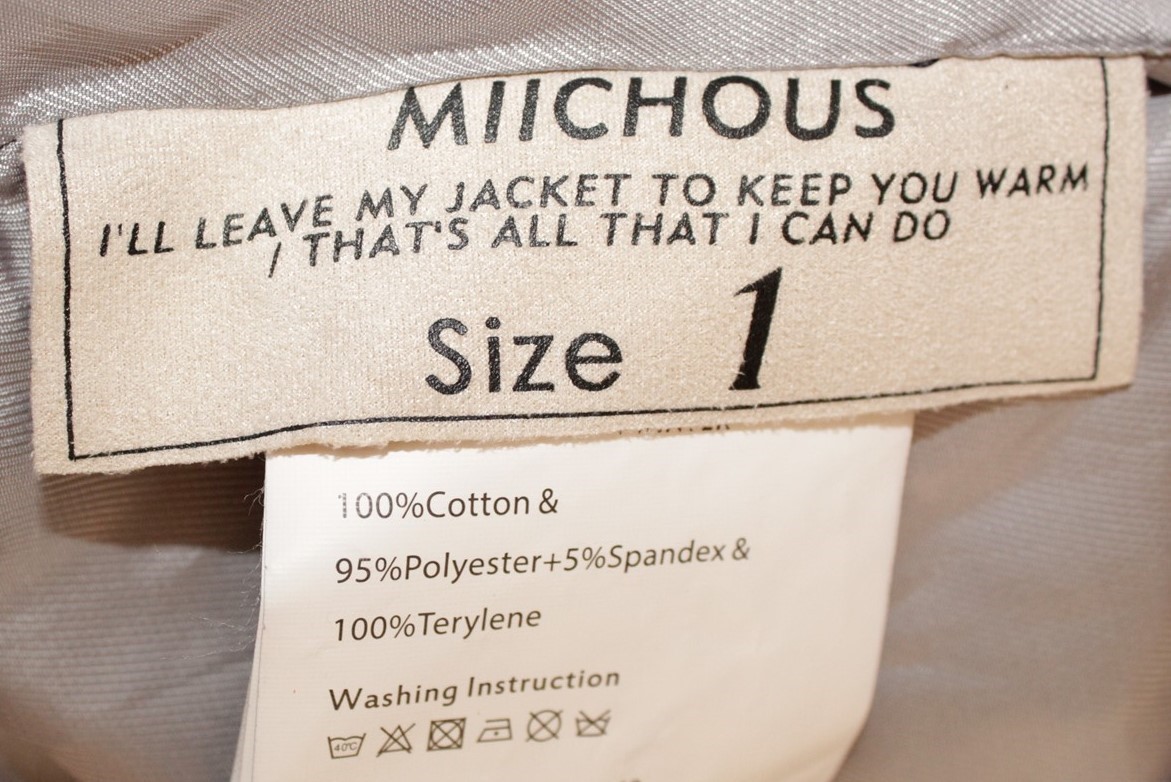 MIICHOUS
I'LL LEAVE MY JACKET TO KEEP YOU WARM
/ THAT'S ALL THAT I CAN DO
Size 1
100%Cotton &
95%Polyester+5%Spandex &
100%Terylene
Washing Instruction
40°C